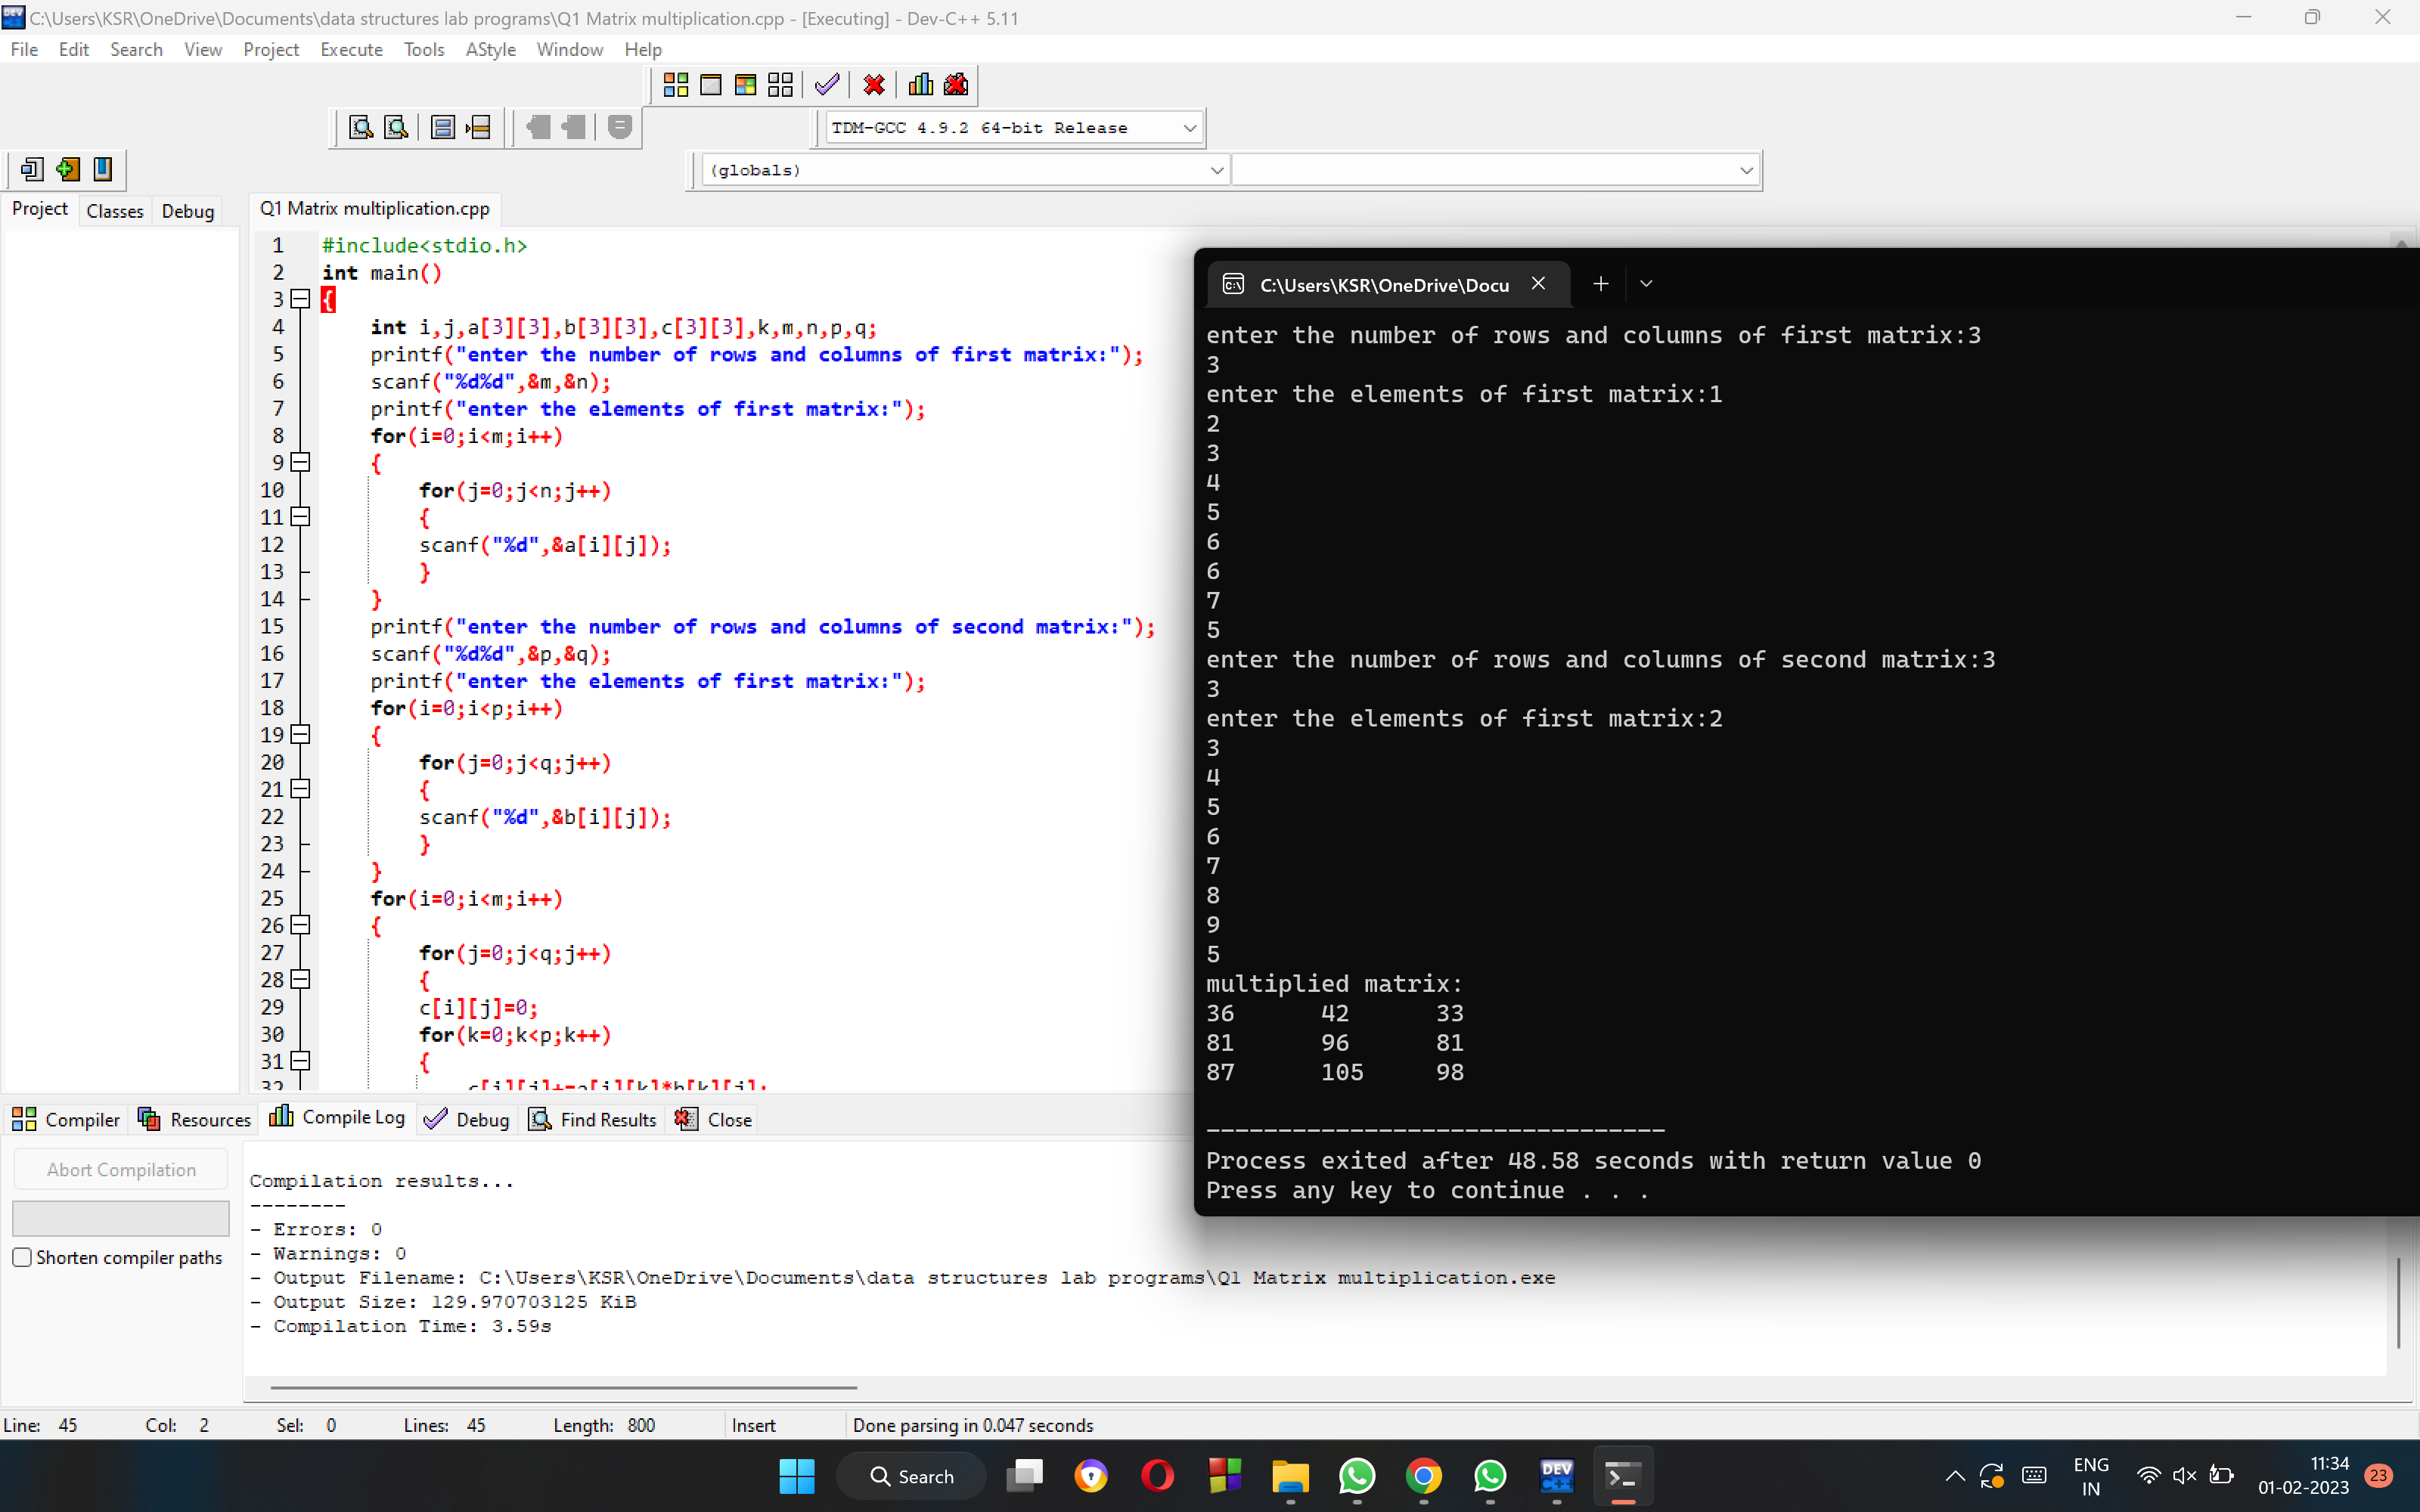 C:\Users\KSR\OneDrive\Documents\data structures lab programs\Q1 Matrix multiplication.cpp - [Executing] - Dev-C++ 5.11
File Edit Search View Project Execute Tools AStyle Window Help
TDM-GCC 4.9.2 64-bit Release
(globals)
Project Classes Debug
Q1 Matrix multiplication.cpp
1 #include<stdio.h>
2 int main()
3 {
4 int i,j,a[3][3],b[3][3],c[3][3],k,m,n,p,q;
5 printf("enter the number of rows and columns of first matrix:");
6 scanf("%d%d",&m,&n);
7 printf("enter the elements of first matrix:");
8 for(i=0;i<m;i++)
9 {
10 for(j=0;j<n;j++)
11 {
12 scanf("%d",&a[i][j]);
13 }
14 }
15 printf("enter the number of rows and columns of second matrix:");
16 scanf("%d%d",&p,&q);
17 printf("enter the elements of first matrix:");
18 for(i=0;i<p;i++)
19 {
20 for(j=0;j<q;j++)
21 {
22 scanf("%d",&b[i][j]);
23 }
24 }
25 for(i=0;i<m;i++)
26 {
27 for(j=0;j<q;j++)
28 {
29 c[i][j]=0;
30 for(k=0;k<p;k++)
31 {
32 c[i][j]+=a[i][k]*b[k][j];
C:\Users\KSR\OneDrive\Docu
enter the number of rows and columns of first matrix:3
3
enter the elements of first matrix:1
2
3
4
5
6
6
7
5
enter the number of rows and columns of second matrix:3
3
enter the elements of first matrix:2
3
4
5
6
7
8
9
5
multiplied matrix:
36 42 33
81 96 81
87 105 98
--------------------------------
Process exited after 48.58 seconds with return value 0
Press any key to continue . . .
Compiler Resources Compile Log Debug Find Results Close
Abort Compilation
Shorten compiler paths
Compilation results...
--------
- Errors: 0
- Warnings: 0
- Output Filename: C:\Users\KSR\OneDrive\Documents\data structures lab programs\Q1 Matrix multiplication.exe
- Output Size: 129.970703125 KiB
- Compilation Time: 3.59s
Line: 45 Col: 2 Sel: 0 Lines: 45 Length: 800 Insert Done parsing in 0.047 seconds
Search
DEV C++
ENG
IN
11:34
01-02-2023
23